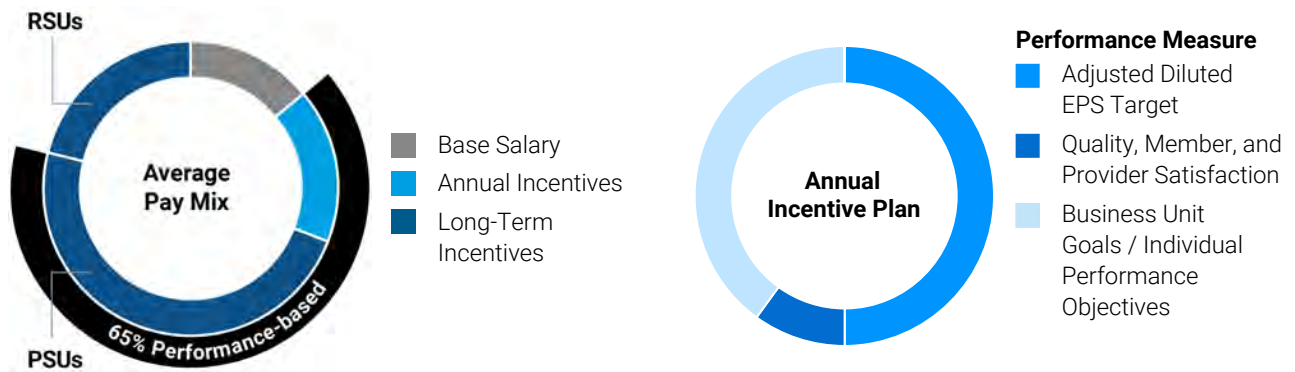 RSUs
Average
Pay Mix
65% Performance-based
PSUs
Base Salary
Annual Incentives
Long-Term
Incentives
Annual
Incentive Plan
Performance Measure
Adjusted Diluted
EPS Target
Quality, Member, and
Provider Satisfaction
Business Unit
Goals / Individual
Performance
Objectives